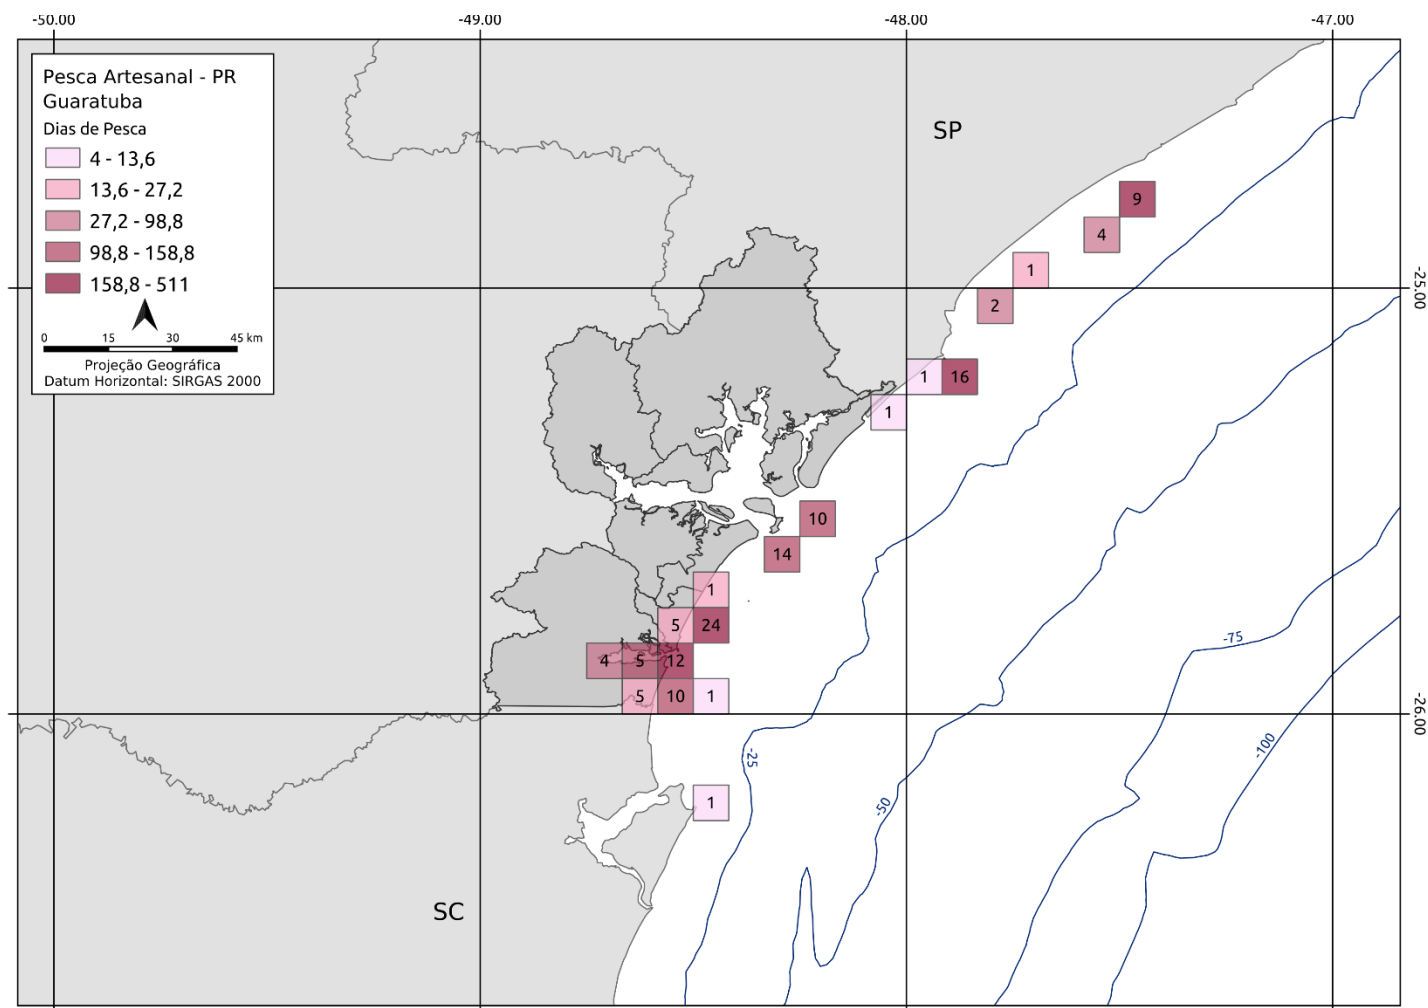 -50.00 -49.00 -48.00 -47.00
Pesca Artesanal - PR
Guaratuba
Dias de Pesca
4 - 13,6
13,6 - 27,2
27,2 - 98,8
98,8 - 158,8
158,8 - 511
0 15 30 45 km
Projeção Geográfica
Datum Horizontal: SIRGAS 2000
SP
9
4
1
-25.00
2
1 16
1
10
14
1
5 24
4 5 12
5 10 1
-26.00
-75
-100
-25
-50
1
SC